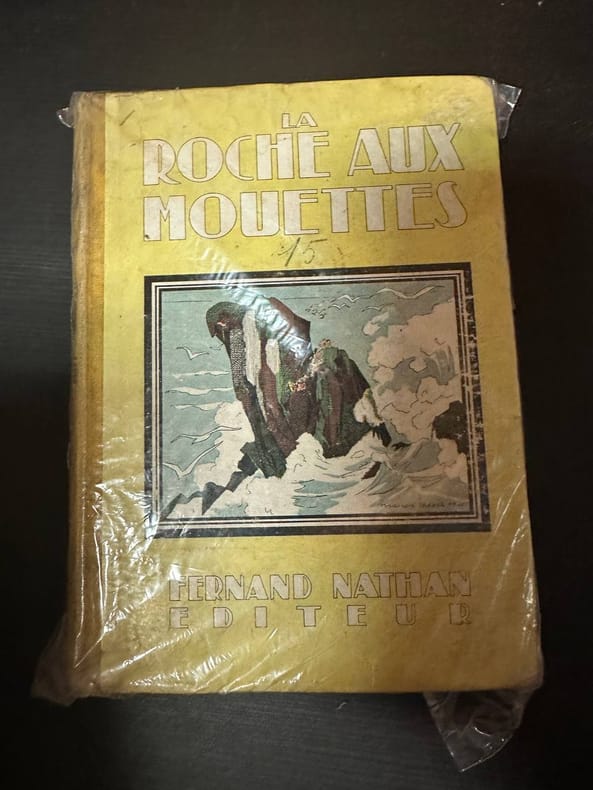 LA
ROCHE AUX
MOUETTES
15
FERNAND NATHAN
EDITEUR